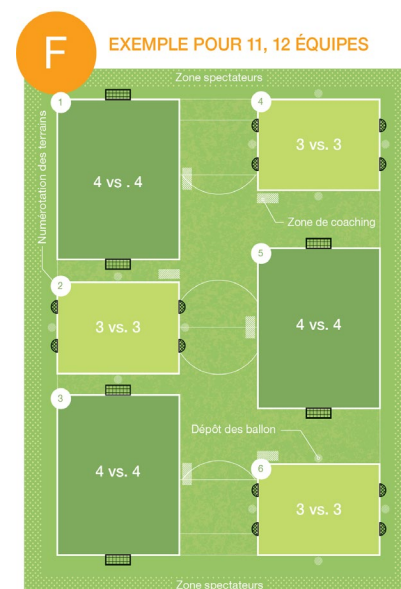 F
EXEMPLE POUR 11, 12 ÉQUIPES
Zone spectateurs
Numérotation des terrains
1
4 vs . 4
4
3 vs. 3
Zone de coaching
2
3 vs. 3
5
4 vs. 4
3
4 vs. 4
Dépôt des ballon
6
3 vs. 3
Zone spectateurs